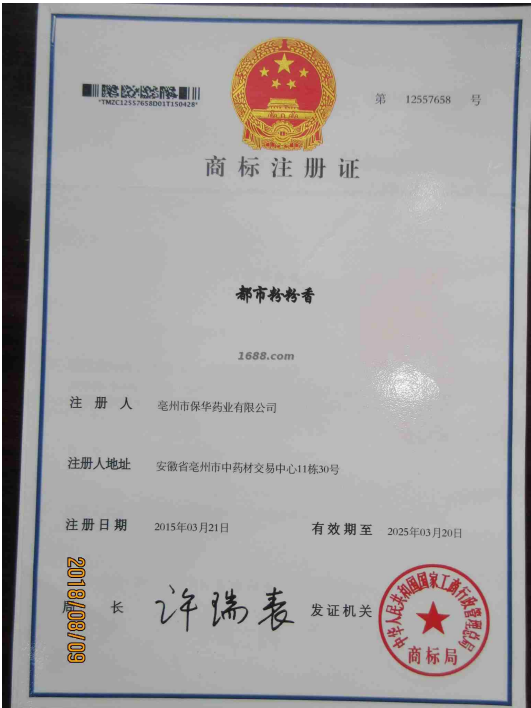 *TMZC12557658D01T150428*
第 12557658 号
商标注册证
都市粉粉香
1688.com
注册人 亳州市保华药业有限公司
注册人地址 安徽省亳州市中药材交易中心11栋30号
注册日期 2015年03月21日 有效期至 2025年03月20日
局长 许瑞表 发证机关
中华人民共和国国家工商行政管理总局
商标局
2018/08/09